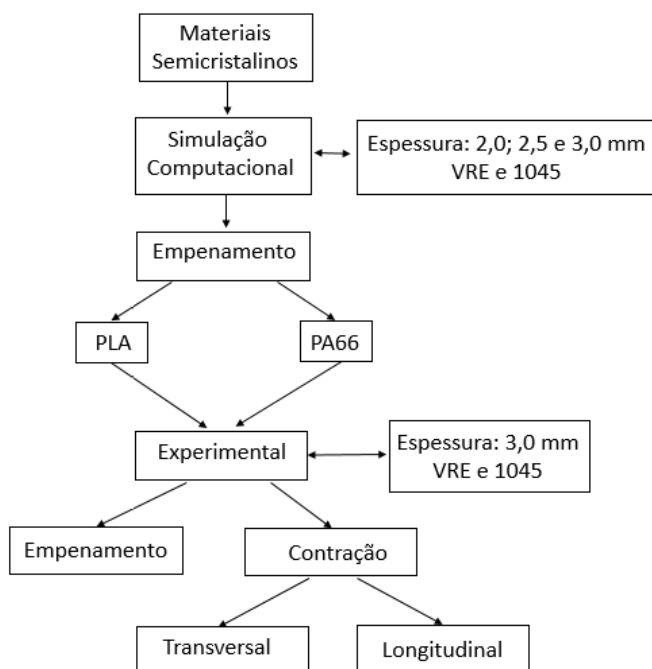 Materiais
Semicristalinos
Simulação
Computacional
Espessura: 2,0; 2,5 e 3,0 mm
VRE e 1045
Empenamento
PLA
PA66
Experimental
Espessura: 3,0 mm
VRE e 1045
Empenamento
Contração
Transversal
Longitudinal